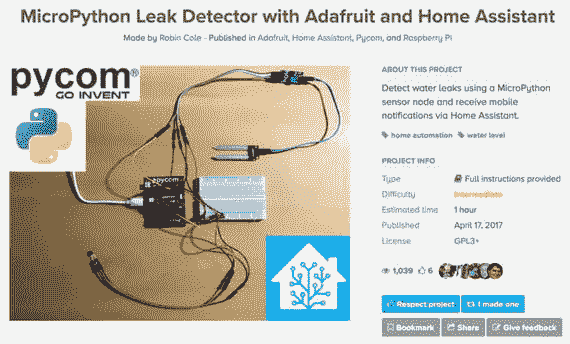 MicroPython Leak Detector with Adafruit and Home Assistant
Made by Robin Cole - Published in Adafruit, Home Assistant, Pycom, and Raspberry Pi
pycom®
GO INVENT
ABOUT THIS PROJECT
Detect water leaks using a MicroPython
sensor node and receive mobile
notifications via Home Assistant.
home automation water level
PROJECT INFO
Type Full instructions provided
Difficulty Intermediate
Estimated time 1 hour
Published April 17, 2017
License GPL3+
1,039 6
Respect project I made one
Bookmark Share Give feedback
pycom